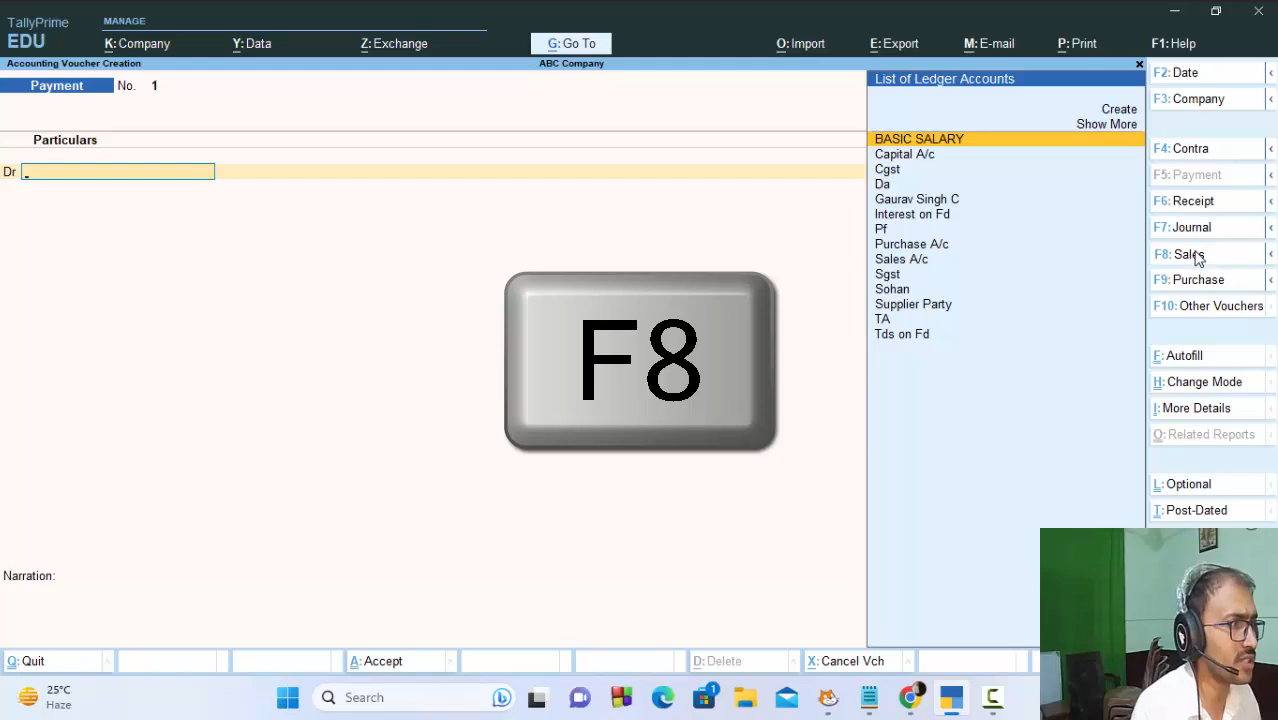 TallyPrime
EDU
MANAGE
K: Company
Y: Data
Z: Exchange
G: Go To
O: Import
E: Export
M: E-mail
P: Print
F1: Help
Accounting Voucher Creation
ABC Company
Payment No. 1
Particulars
Dr
Narration:
F8
List of Ledger Accounts
Create
Show More
BASIC SALARY
Capital A/c
Cgst
Da
Gaurav Singh C
Interest on Fd
Pf
Purchase A/c
Sales A/c
Sgst
Sohan
Supplier Party
TA
Tds on Fd
F2: Date
F3: Company
F4: Contra
F5: Payment
F6: Receipt
F7: Journal
F8: Sales
F9: Purchase
F10: Other Vouchers
F: Autofill
H: Change Mode
I: More Details
O: Related Reports
L: Optional
T: Post-Dated
Q: Quit
A: Accept
D: Delete
X: Cancel Vch
25°C
Haze
Search
1